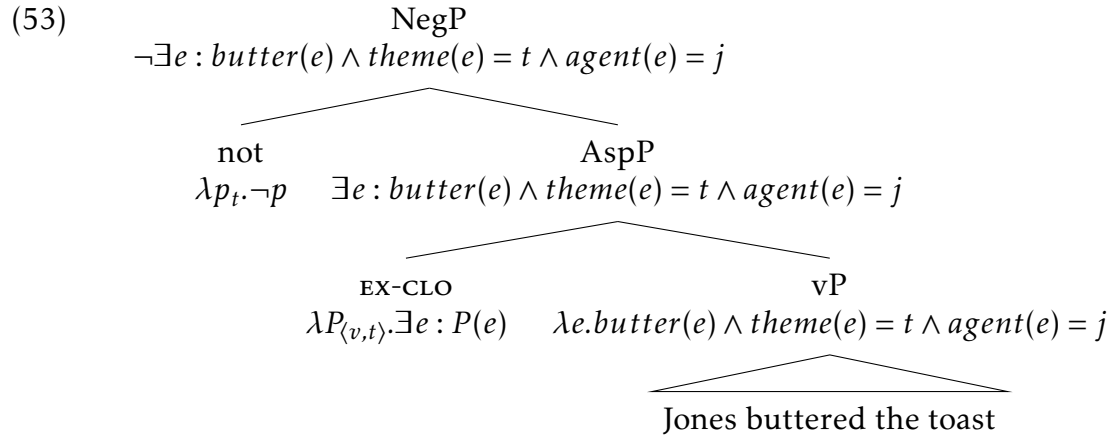 (53) NegP
¬∃e : butter(e) ∧ theme(e) = t ∧ agent(e) = j
not AspP
λp_t.¬p ∃e : butter(e) ∧ theme(e) = t ∧ agent(e) = j
EX-CLO vP
λP_⟨v,t⟩.∃e : P(e) λe.butter(e) ∧ theme(e) = t ∧ agent(e) = j
Jones buttered the toast